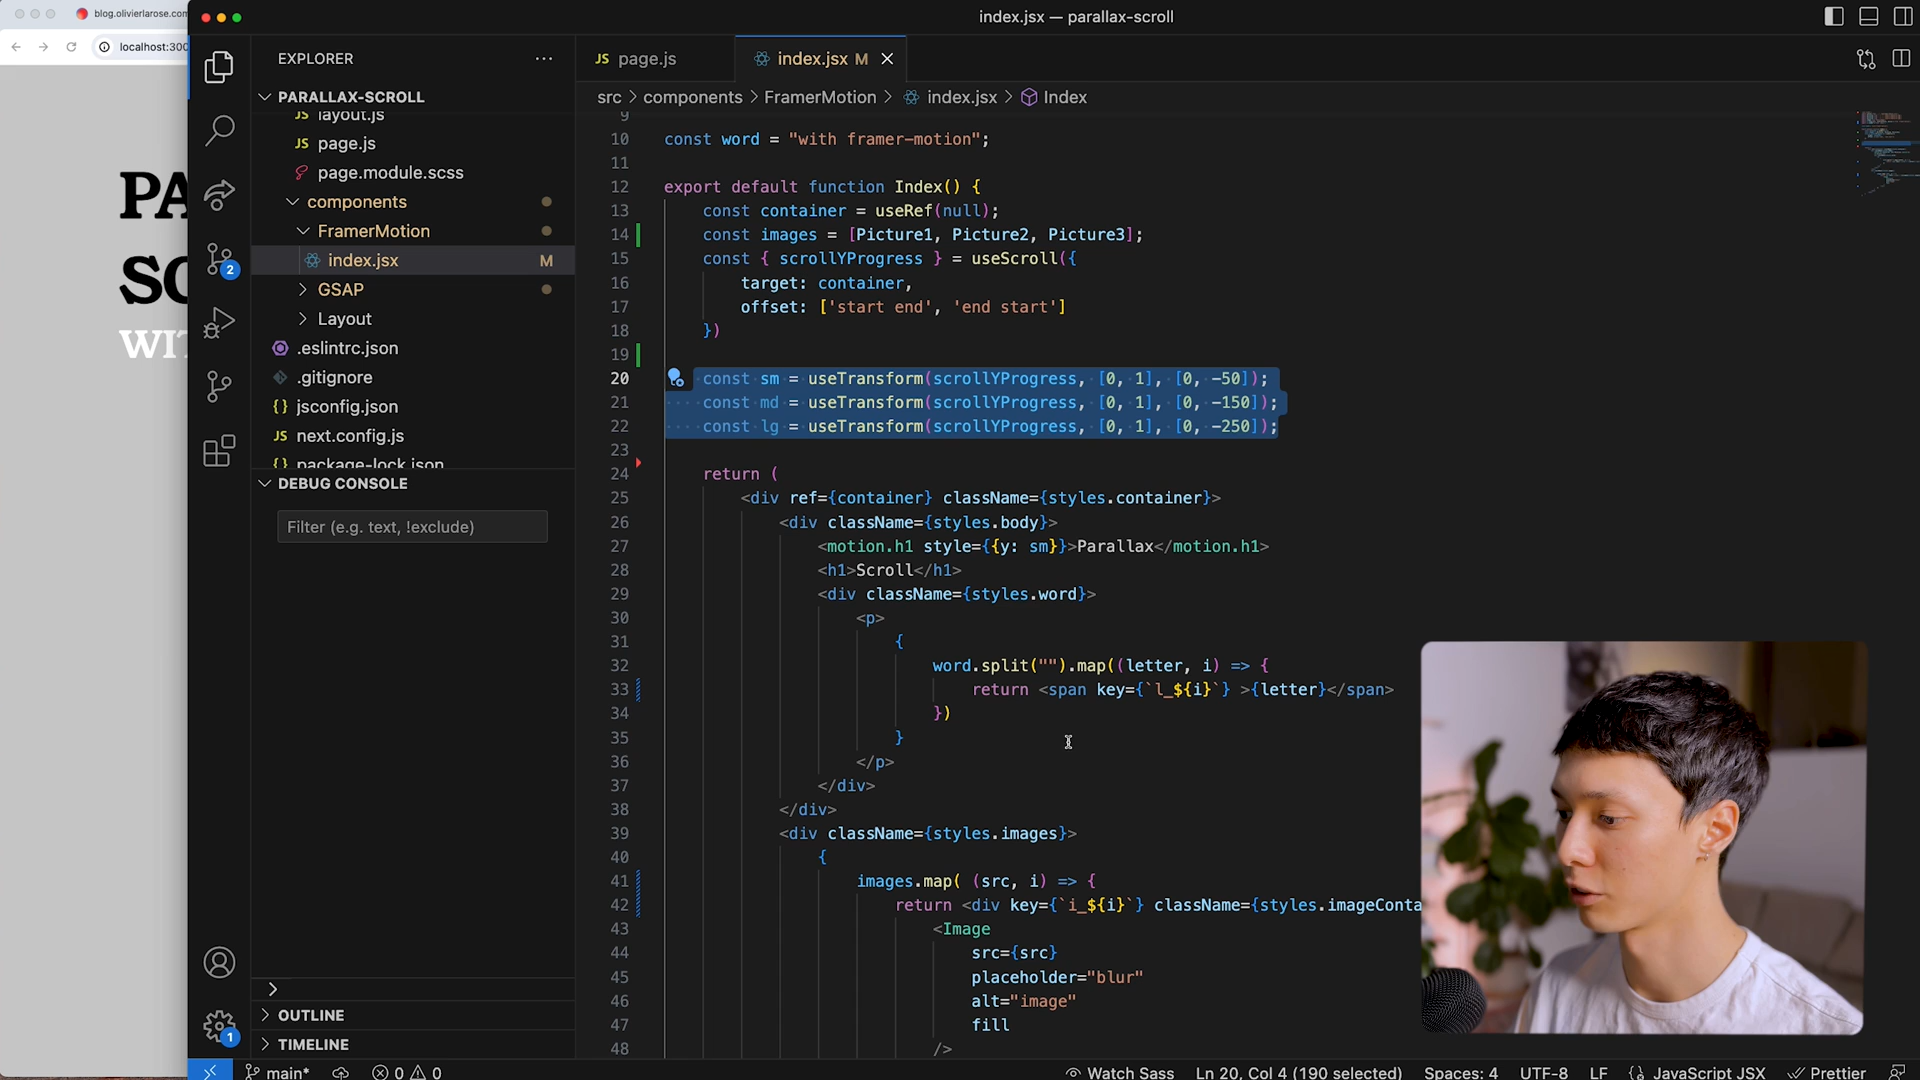 blog.olivierlarose.com
index.jsx — parallax-scroll
localhost:300
EXPLORER
JS page.js
index.jsx M
PARALLAX-SCROLL
src > components > FramerMotion > index.jsx > Index
JS layout.js
JS page.js
page.module.scss
components
FramerMotion
index.jsx M
GSAP
Layout
.eslintrc.json
.gitignore
{} jsconfig.json
JS next.config.js
{} package-lock.json
2
DEBUG CONSOLE
Filter (e.g. text, !exclude)
OUTLINE
TIMELINE
1
PA
SC
WIT
9
10 const word = "with framer-motion";
11
12 export default function Index() {
13 const container = useRef(null);
14 const images = [Picture1, Picture2, Picture3];
15 const { scrollYProgress } = useScroll({
16 target: container,
17 offset: ['start end', 'end start']
18 })
19
20 const sm = useTransform(scrollYProgress, [0, 1], [0, -50]);
21 const md = useTransform(scrollYProgress, [0, 1], [0, -150]);
22 const lg = useTransform(scrollYProgress, [0, 1], [0, -250]);
23
24 return (
25 <div ref={container} className={styles.container}>
26 <div className={styles.body}>
27 <motion.h1 style={{y: sm}}>Parallax</motion.h1>
28 <h1>Scroll</h1>
29 <div className={styles.word}>
30 <p>
31 {
32 word.split("").map((letter, i) => {
33 return <span key={`l_${i}`} >{letter}</span>
34 })
35 }
36 </p>
37 </div>
38 </div>
39 <div className={styles.images}>
40 {
41 images.map( (src, i) => {
42 return <div key={`i_${i}`} className={styles.imageConta
43 <Image
44 src={src}
45 placeholder="blur"
46 alt="image"
47 fill
48 />
main* 0 0 Watch Sass Ln 20, Col 4 (190 selected) Spaces: 4 UTF-8 LF {} JavaScript JSX Prettier